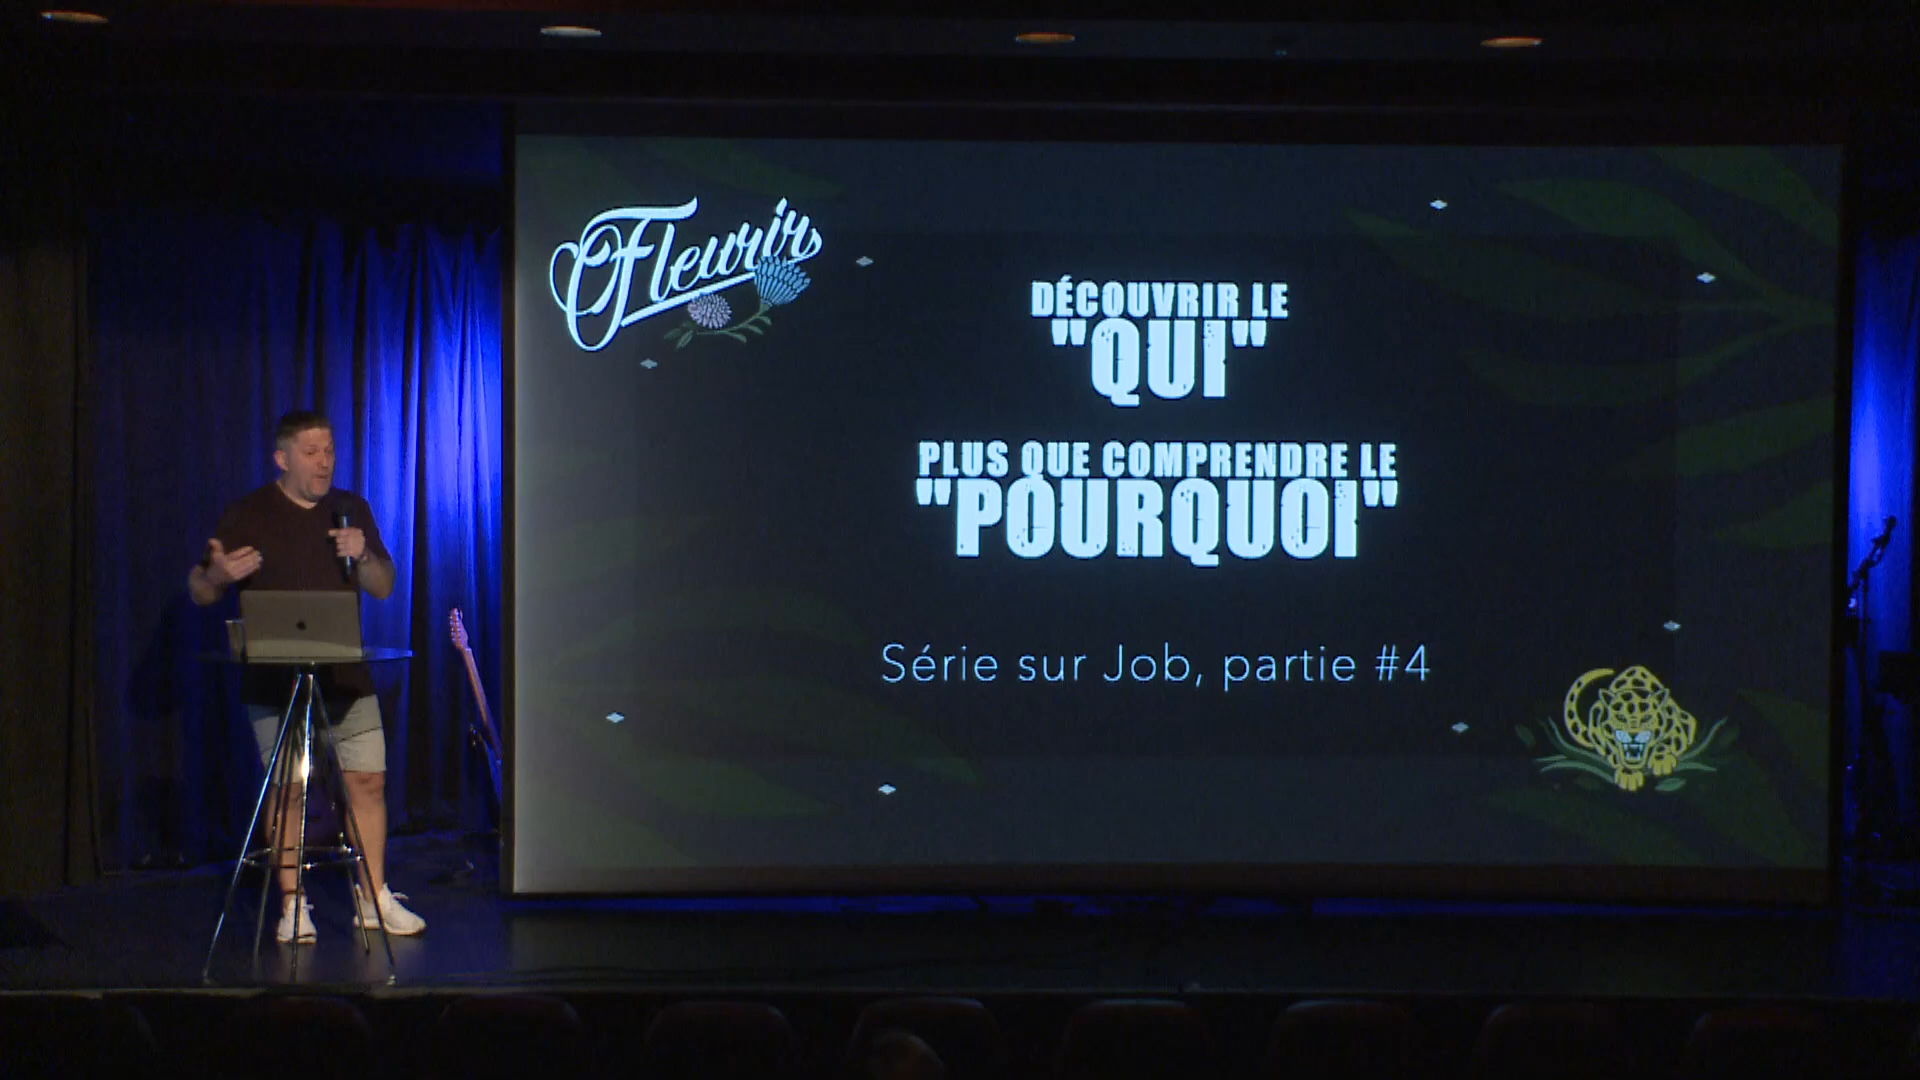 Fleurir
DÉCOUVRIR LE
"QUI"
PLUS QUE COMPRENDRE LE
"POURQUOI"
Série sur Job, partie #4